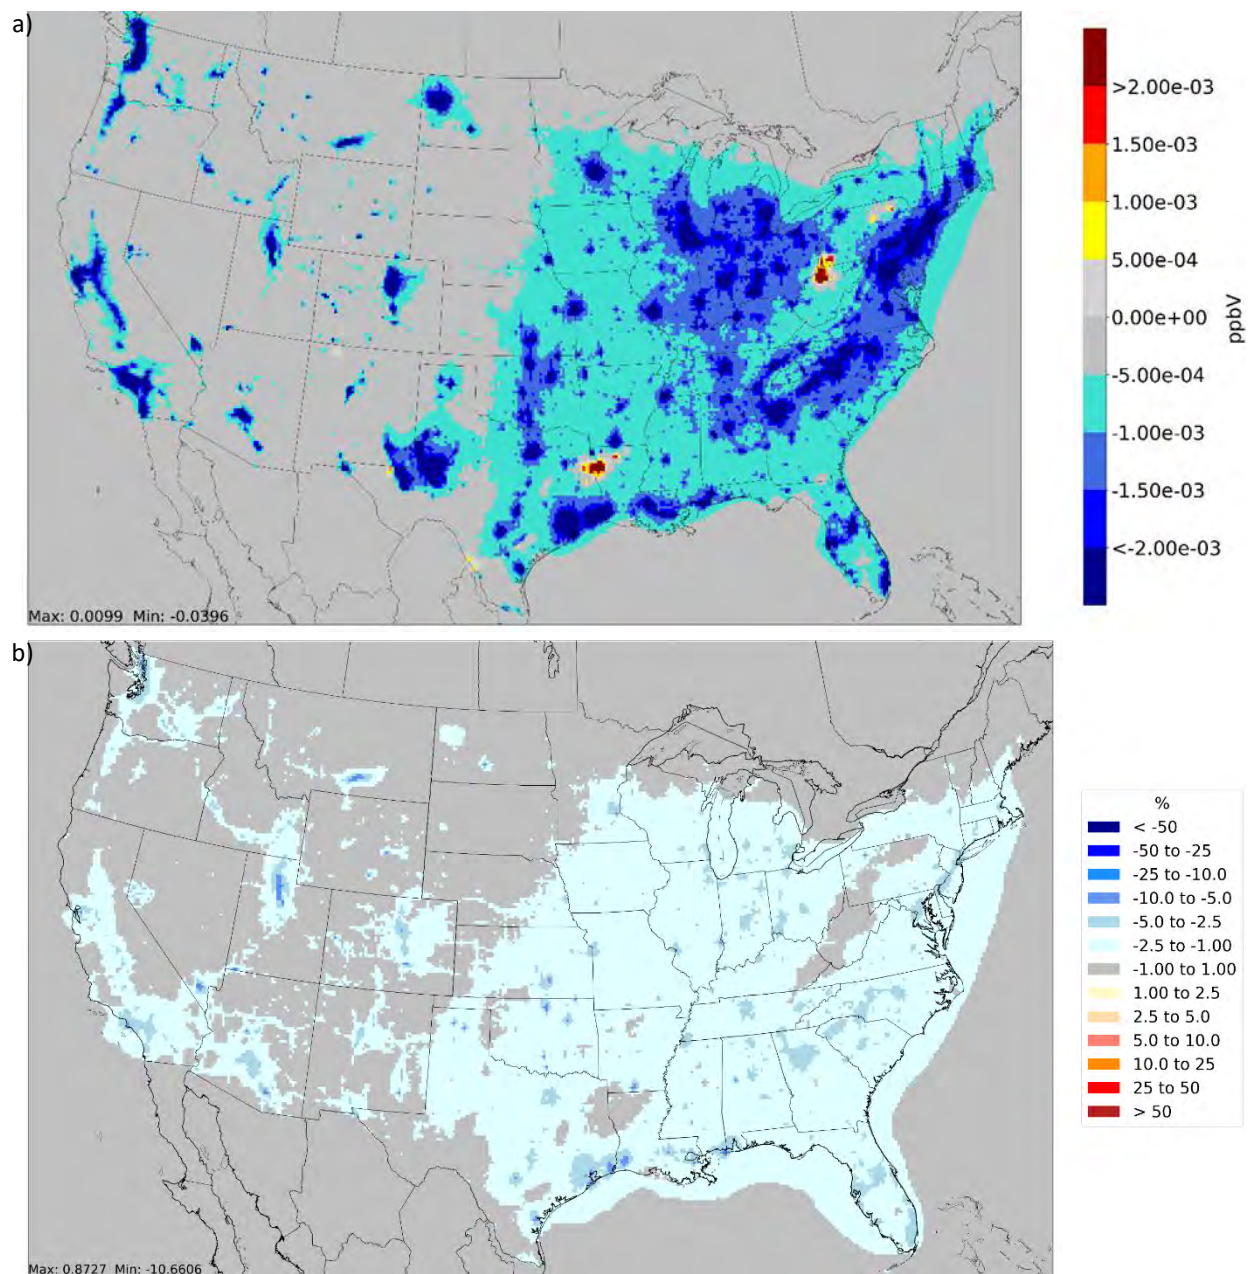 a)
>2.00e-03
1.50e-03
1.00e-03
5.00e-04
0.00e+00
-5.00e-04
-1.00e-03
-1.50e-03
<-2.00e-03
ppbV
Max: 0.0099 Min: -0.0396
b)
%
< -50
-50 to -25
-25 to -10.0
-10.0 to -5.0
-5.0 to -2.5
-2.5 to -1.00
-1.00 to 1.00
1.00 to 2.5
2.5 to 5.0
5.0 to 10.0
10.0 to 25
25 to 50
> 50
Max: 0.8727 Min: -10.6606